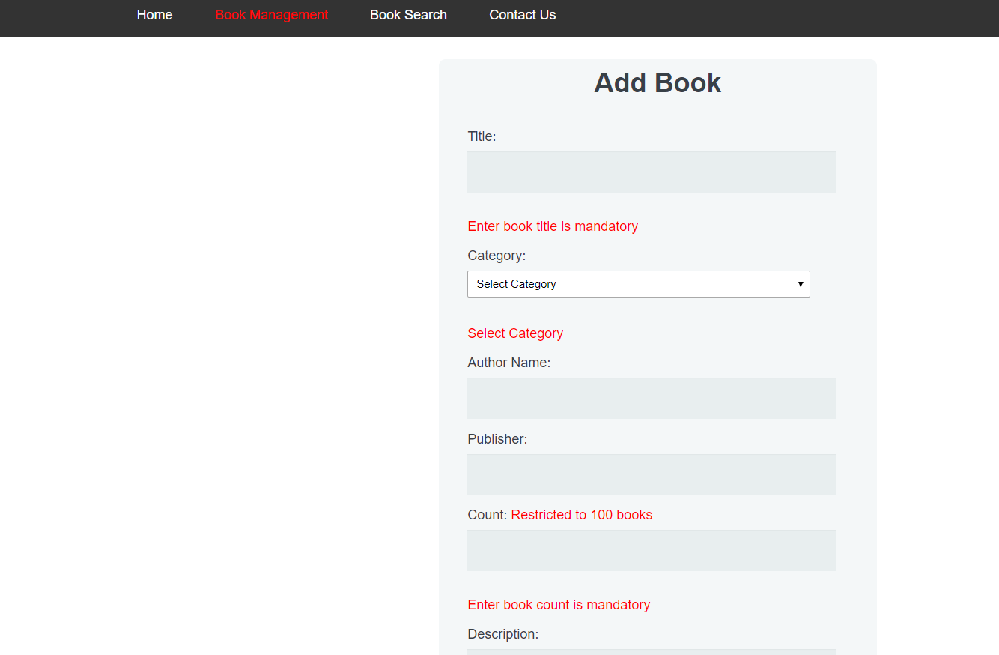 Home Book Management Book Search Contact Us
Add Book
Title:
Enter book title is mandatory
Category:
Select Category
Select Category
Author Name:
Publisher:
Count: Restricted to 100 books
Enter book count is mandatory
Description: